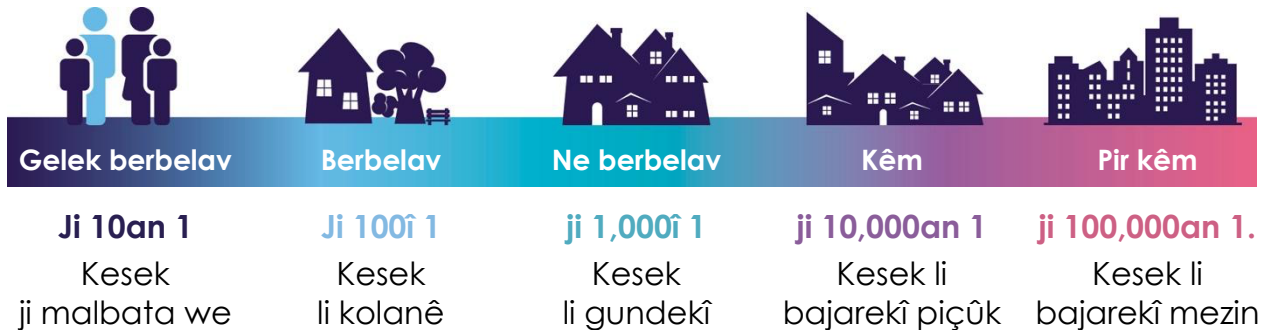 Gelek berbelav
Berbelav
Ne berbelav
Kêm
Pir kêm
Ji 10an 1
Ji 100î 1
ji 1,000î 1
ji 10,000an 1
ji 100,000an 1.
Kesek
ji malbata we
Kesek
li kolanê
Kesek
li gundekî
Kesek li
bajarekî piçûk
Kesek li
bajarekî mezin